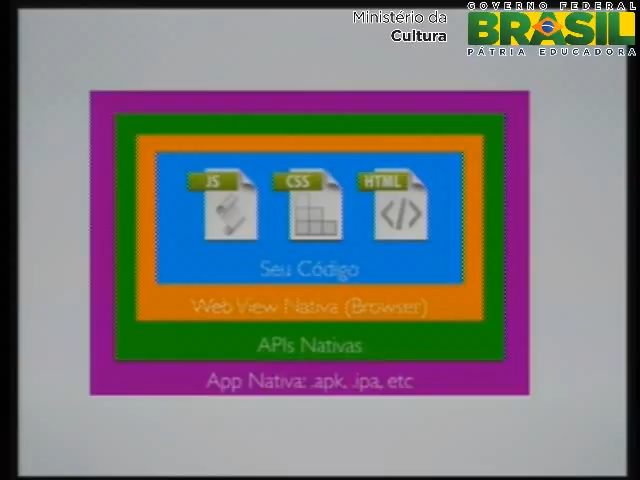 Ministério da
Cultura
GOVERNO FEDERAL
BRASIL
PÁTRIA EDUCADORA
JS
CSS
HTML
</>
Seu Código
Web View Nativa (Browser)
APIs Nativas
App Nativa: .apk, .ipa, etc